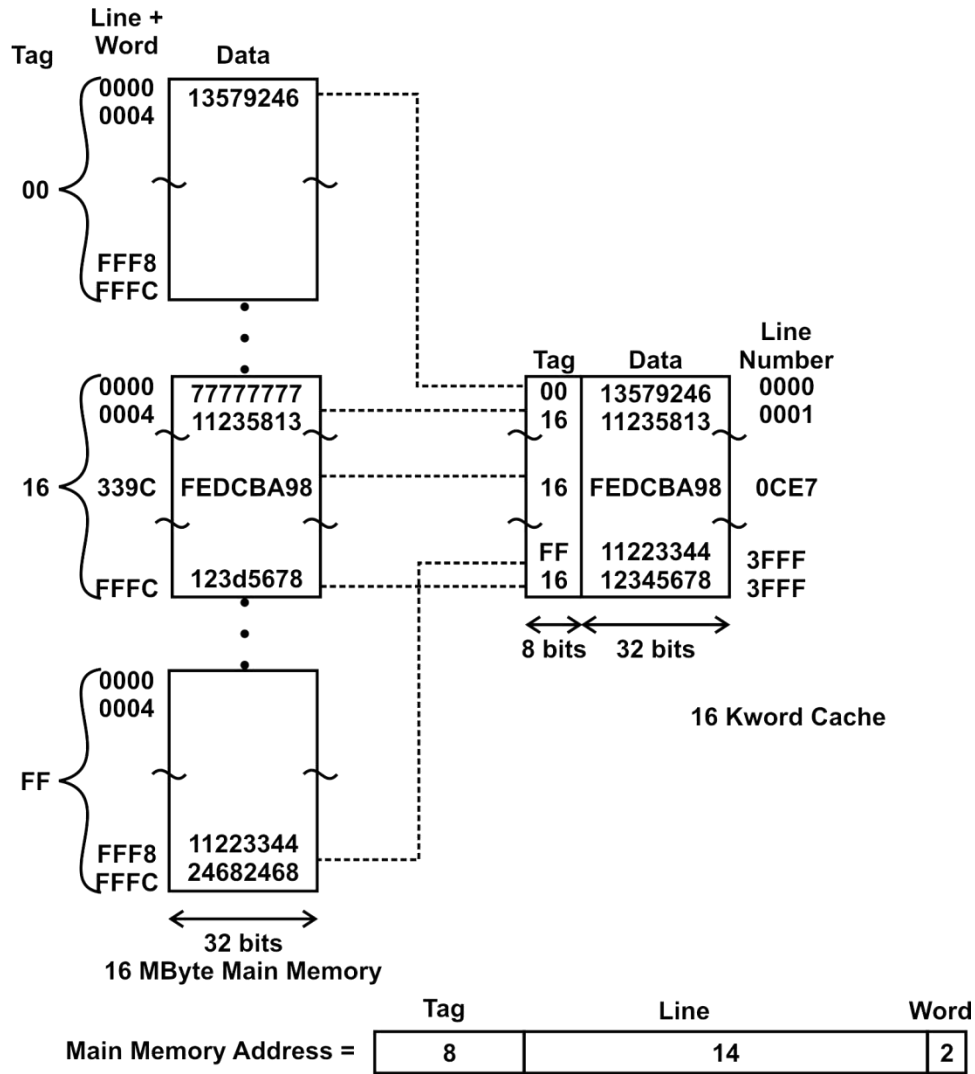 Tag
Line +
Word
Data
0000
13579246
0004
00
FFF8
FFFC
0000
77777777
0004
11235813
16
339C
FEDCBA98
FFFC
123d5678
0000
0004
FF
FFF8
11223344
FFFC
24682468
32 bits
16 MByte Main Memory
Tag
Data
Line
Number
00
13579246
0000
16
11235813
0001
16
FEDCBA98
0CE7
FF
11223344
3FFF
16
12345678
3FFF
8 bits
32 bits
16 Kword Cache
Tag
Line
Word
Main Memory Address =
8
14
2